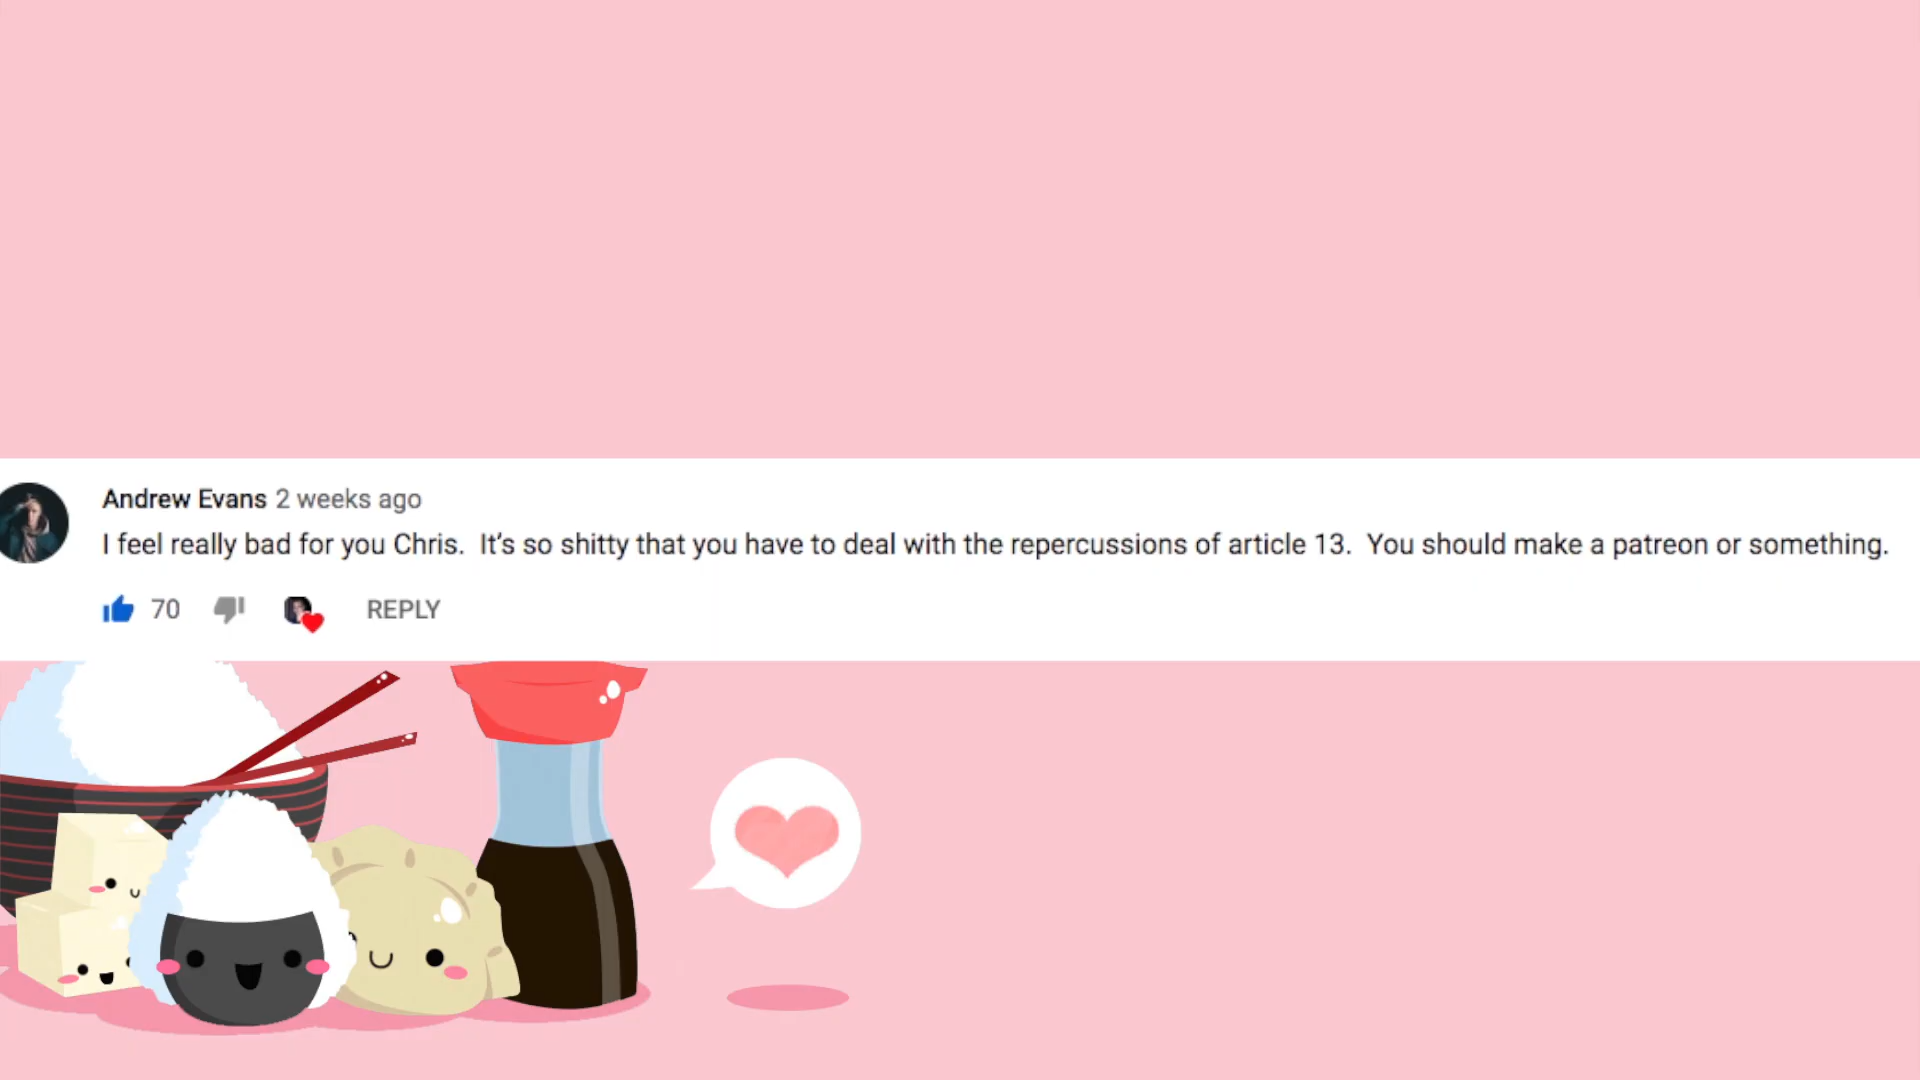 Andrew Evans 2 weeks ago
I feel really bad for you Chris.  It's so shitty that you have to deal with the repercussions of article 13.  You should make a patreon or something.
70 REPLY